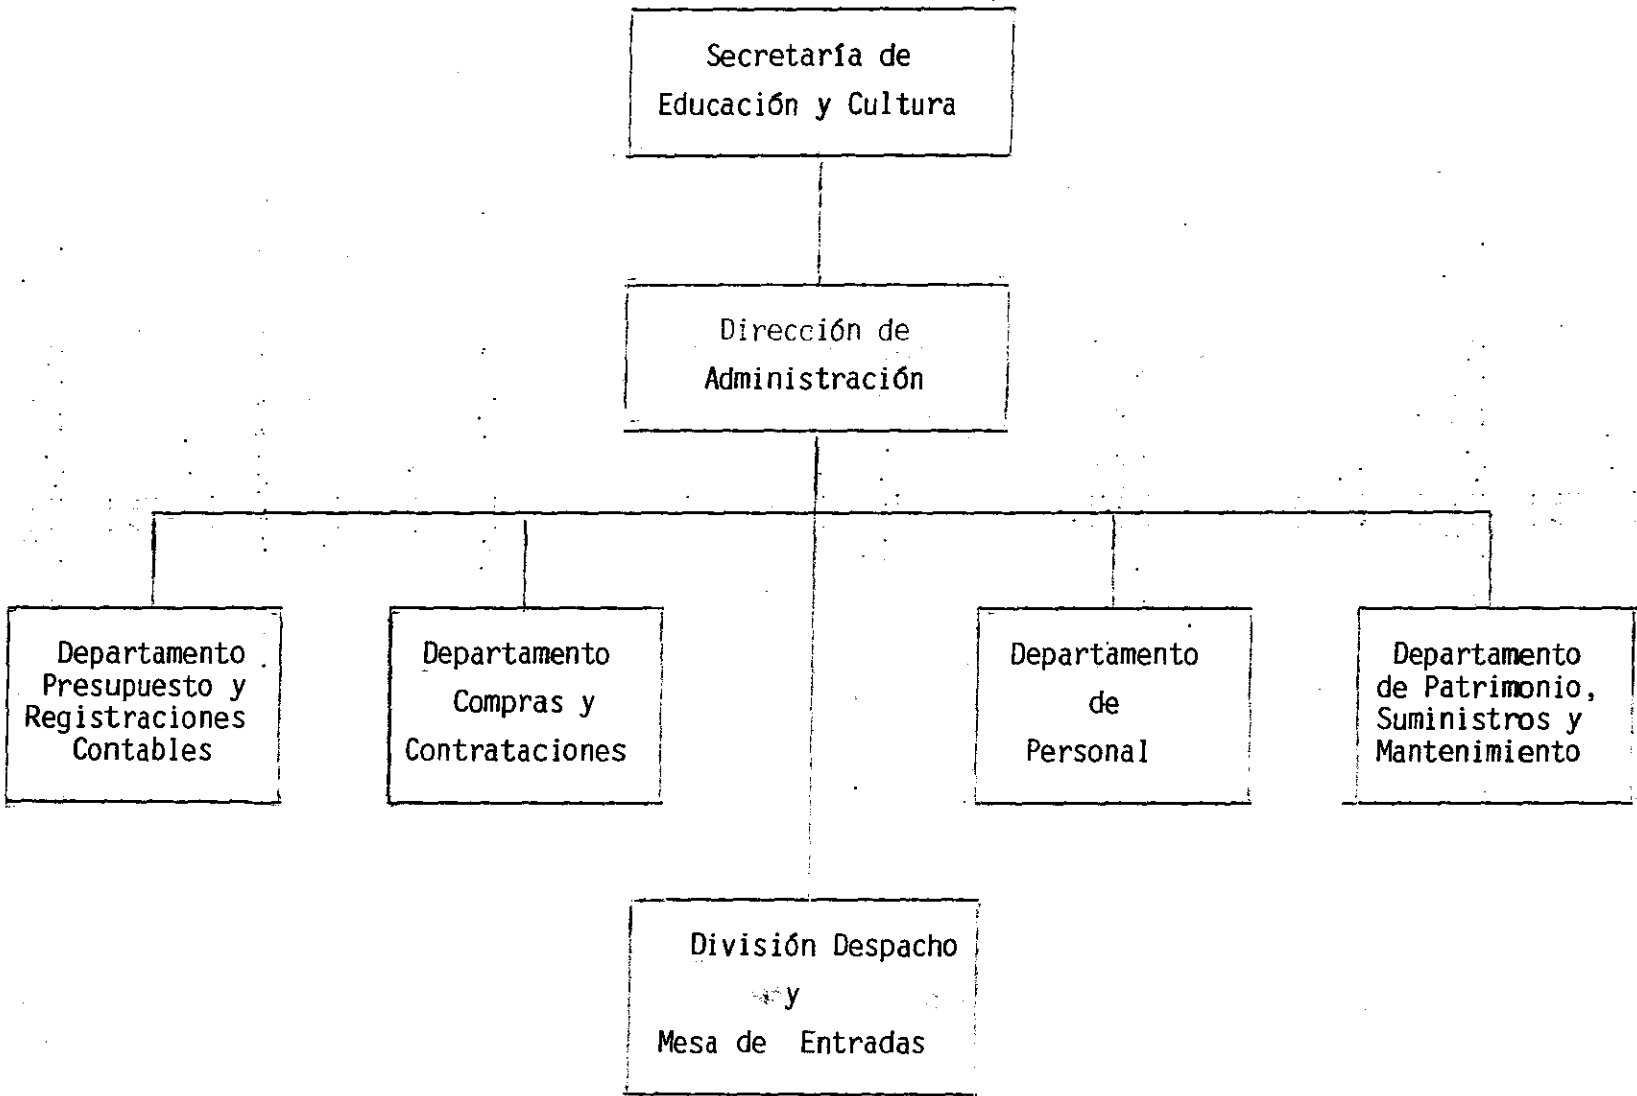 Secretaría de
Educación y Cultura
Dirección de
Administración
Departamento
Presupuesto y
Registraciones
Contables
Departamento
Compras y
Contrataciones
Departamento
de
Personal
Departamento
de Patrimonio,
Suministros y
Mantenimiento
División Despacho
y
Mesa de Entradas